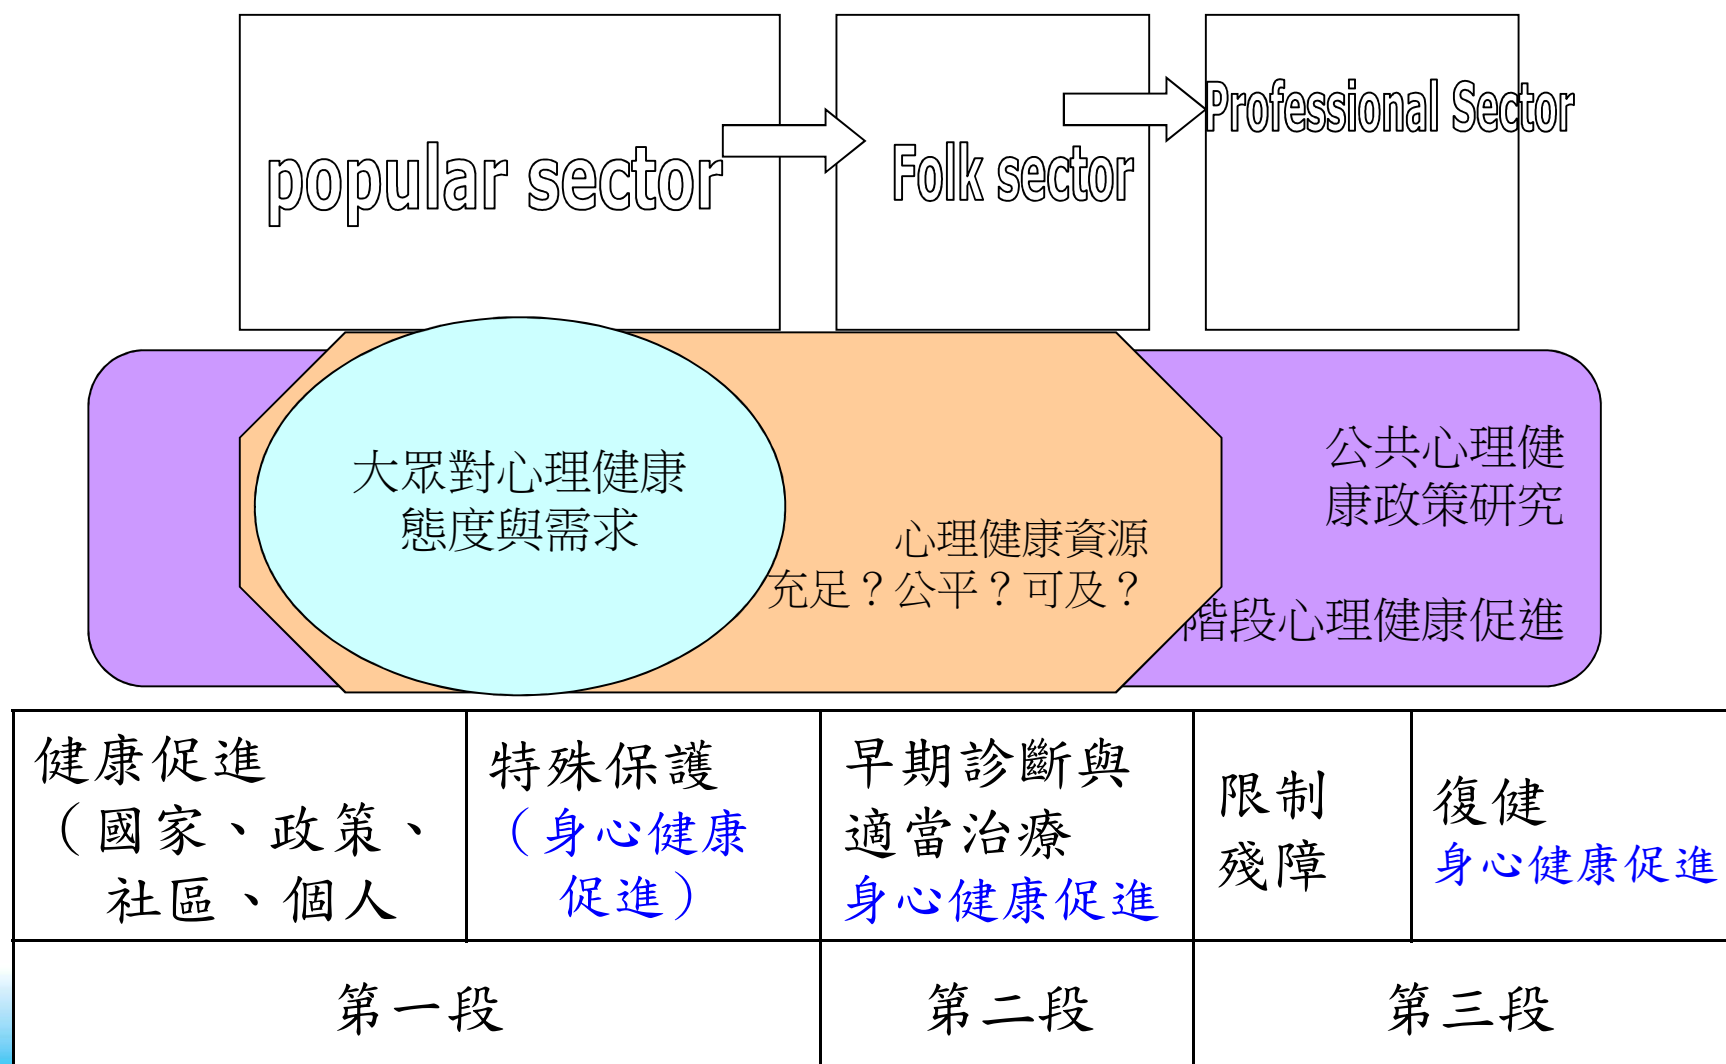 popular sector
Folk sector
Professional Sector
大眾對心理健康
態度與需求
心理健康資源
充足？公平？可及？
公共心理健
康政策研究
階段心理健康促進
健康促進
（國家、政策、
社區、個人
特殊保護
（身心健康
促進）
早期診斷與
適當治療
身心健康促進
限制
殘障
復健
身心健康促進
第一段
第二段
第三段